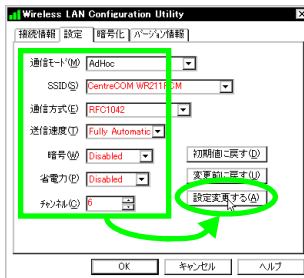 Wireless LAN Configuration Utility
接続情報 設定 暗号化 バージョン情報
通信モード(M) AdHoc
SSID(S) CentreCOM WR211FCM
通信方式(E) RFC1042
送信速度(T) Fully Automatic
暗号(W) Disabled 初期値に戻す(D)
省電力(P) Disabled 変更前に戻す(U)
チャンネル(C) 6 設定変更する(A)
OK キャンセル ヘルプ